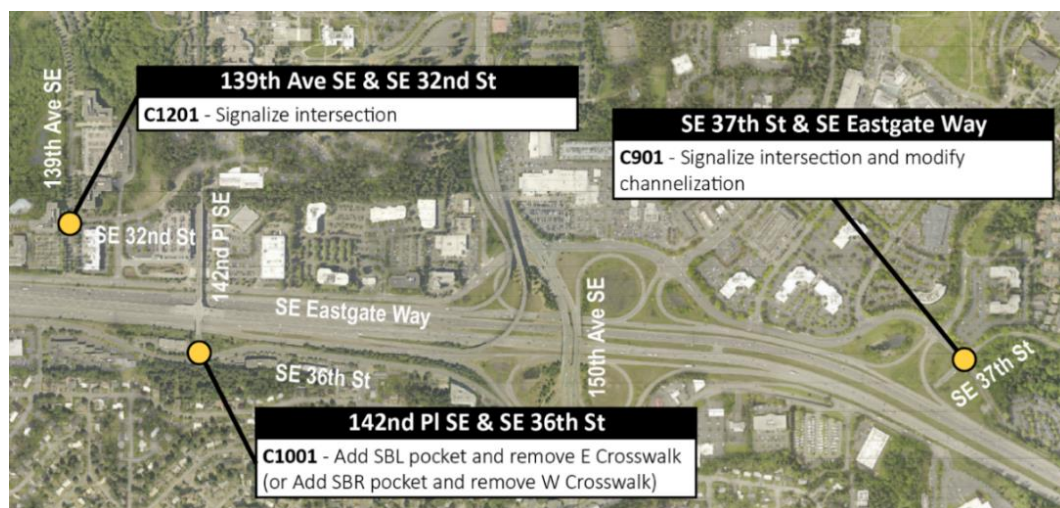 139th Ave SE & SE 32nd St
C1201 - Signalize intersection
SE 37th St & SE Eastgate Way
C901 - Signalize intersection and modify
channelization
139th Ave SE
SE 32nd St
142nd Pl SE
SE Eastgate Way
150th Ave SE
SE 36th St
SE 37th St
142nd Pl SE & SE 36th St
C1001 - Add SBL pocket and remove E Crosswalk
(or Add SBR pocket and remove W Crosswalk)